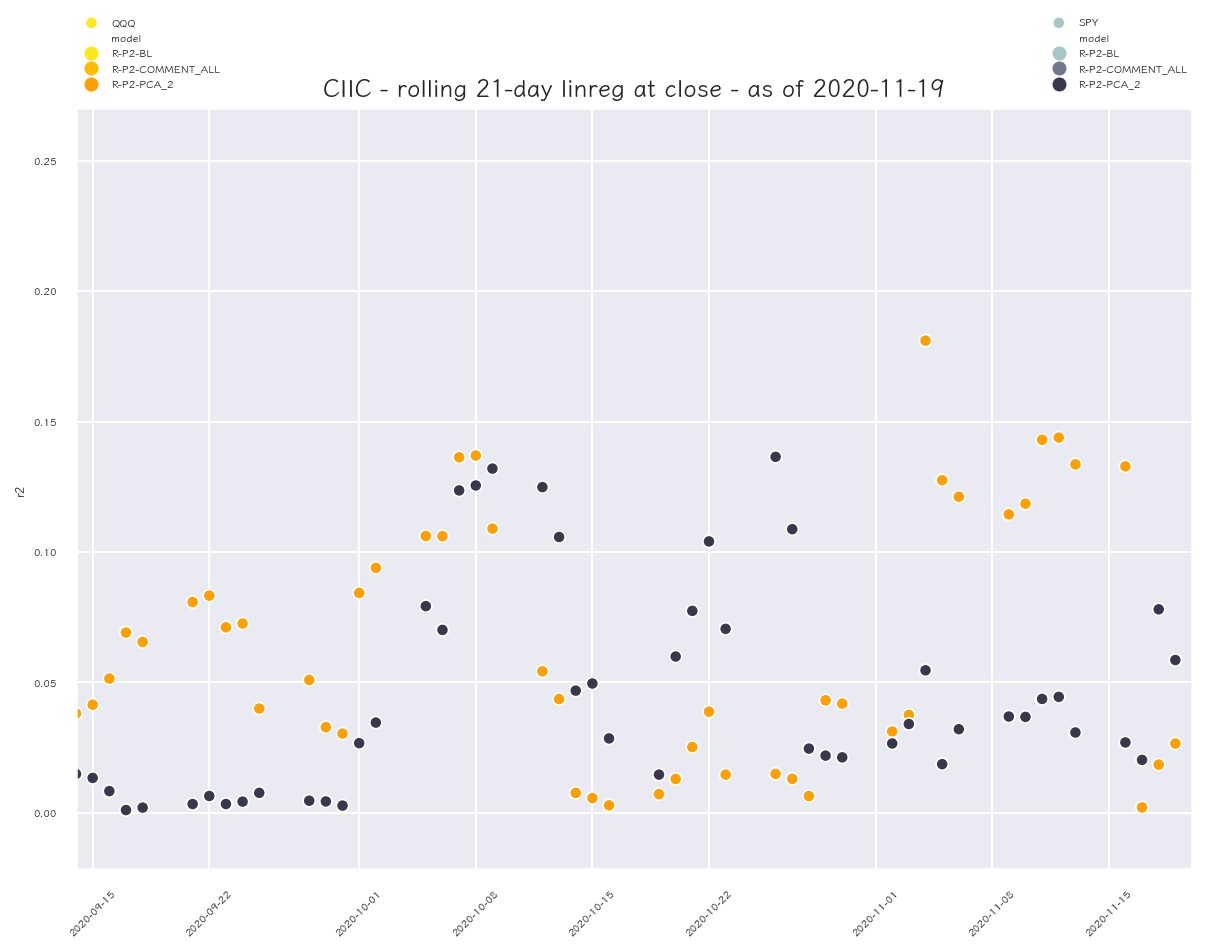 QQQ
model
R-P2-BL
R-P2-COMMENT_ALL
R-P2-PCA_2
SPY
model
R-P2-BL
R-P2-COMMENT_ALL
R-P2-PCA_2
CIIC - rolling 21-day linreg at close - as of 2020-11-19
0.25
0.20
0.15
0.10
0.05
0.00
r2
2020-09-15
2020-09-22
2020-10-01
2020-10-08
2020-10-15
2020-10-22
2020-11-01
2020-11-08
2020-11-15